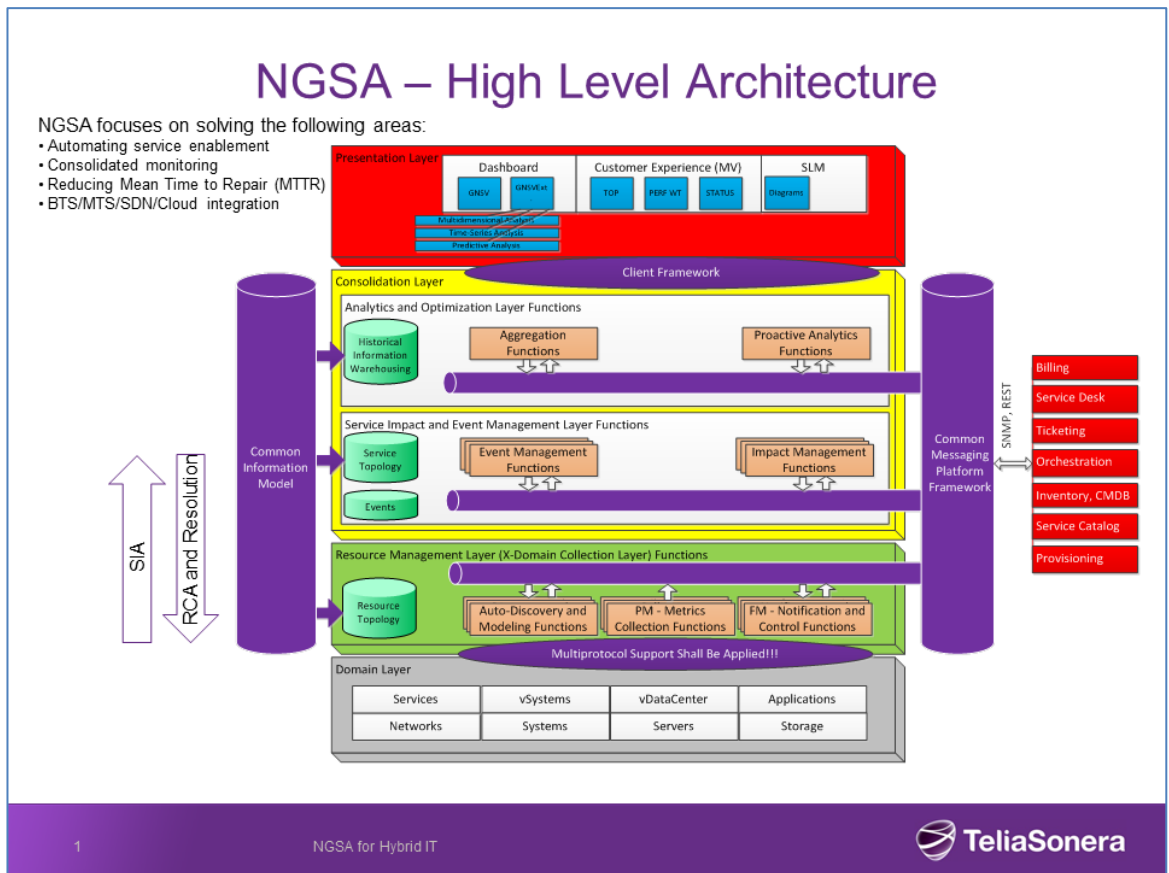 NGSA – High Level Architecture
NGSA focuses on solving the following areas:
• Automating service enablement
• Consolidated monitoring
• Reducing Mean Time to Repair (MTTR)
• BTS/MTS/SDN/Cloud integration
Presentation Layer
Dashboard
Customer Experience (MV)
SLM
GNSV
GNSVExt
TOP
PERF WT
STATUS
Diagrams
Multidimensional Analysis
Time-Series Analysis
Predictive Analysis
Client Framework
Consolidation Layer
Analytics and Optimization Layer Functions
Historical
Information
Warehousing
Aggregation
Functions
Proactive Analytics
Functions
Service Impact and Event Management Layer Functions
Service
Topology
Event Management
Functions
Impact Management
Functions
Events
Common
Information
Model
Common
Messaging
Platform
Framework
SNMP, REST
Billing
Service Desk
Ticketing
Orchestration
Inventory, CMDB
Service Catalog
Provisioning
SIA
RCA and Resolution
Resource Management Layer (X-Domain Collection Layer) Functions
Resource
Topology
Auto-Discovery and
Modeling Functions
PM - Metrics
Collection Functions
FM - Notification and
Control Functions
Multiprotocol Support Shall Be Applied!!!
Domain Layer
Services
vSystems
vDataCenter
Applications
Networks
Systems
Servers
Storage
1
NGSA for Hybrid IT
TeliaSonera